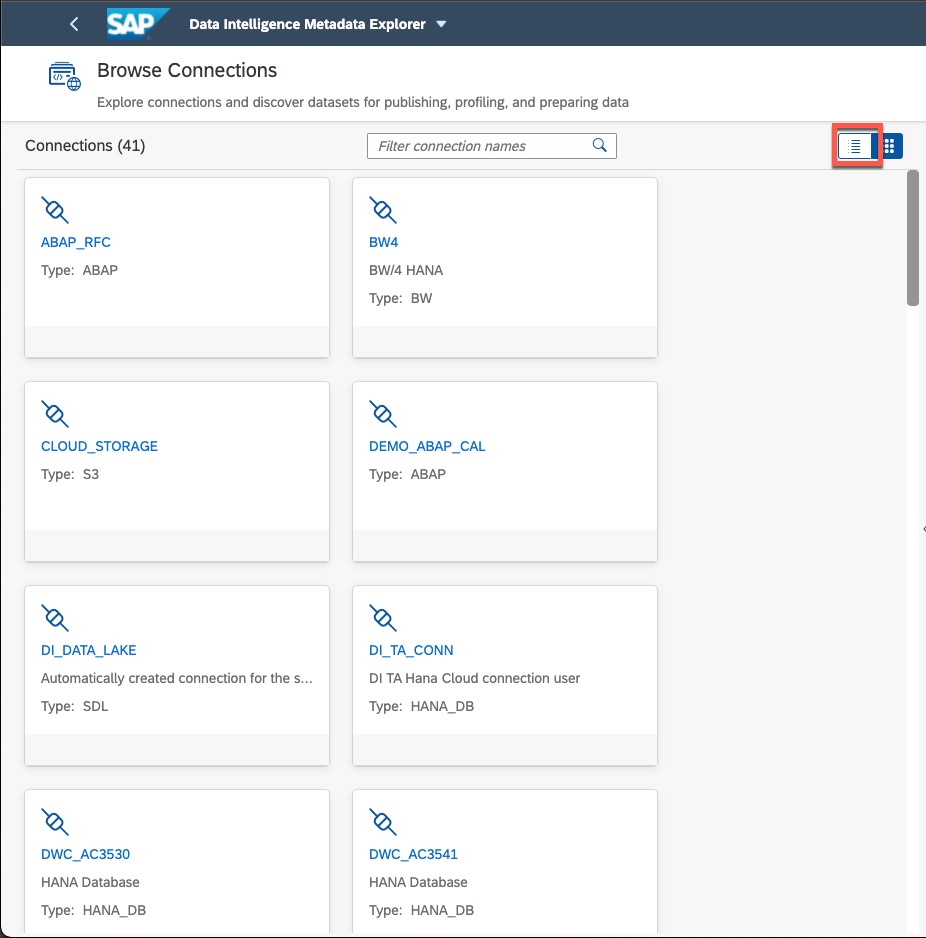 SAP Data Intelligence Metadata Explorer
Browse Connections
Explore connections and discover datasets for publishing, profiling, and preparing data
Connections (41)
Filter connection names
ABAP_RFC
Type: ABAP
BW4
BW/4 HANA
Type: BW
CLOUD_STORAGE
Type: S3
DEMO_ABAP_CAL
Type: ABAP
DI_DATA_LAKE
Automatically created connection for the s...
Type: SDL
DI_TA_CONN
DI TA Hana Cloud connection user
Type: HANA_DB
DWC_AC3530
HANA Database
Type: HANA_DB
DWC_AC3541
HANA Database
Type: HANA_DB